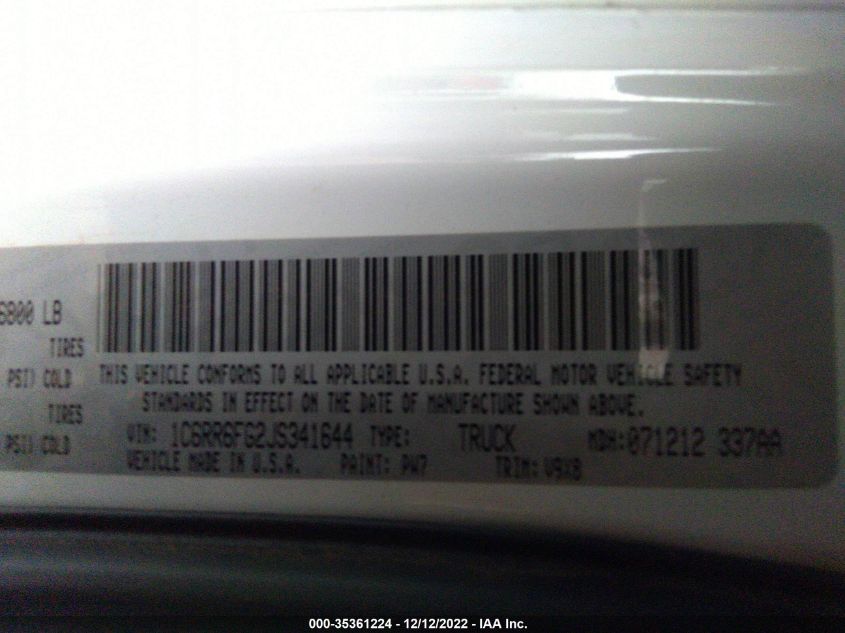 6800 LB
TIRES
PSI) COLD
TIRES
PSI) COLD
THIS VEHICLE CONFORMS TO ALL APPLICABLE U.S.A. FEDERAL MOTOR VEHICLE SAFETY
STANDARDS IN EFFECT ON THE DATE OF MANUFACTURE SHOWN ABOVE.
VIN: 1C6RR6FG2JS341644 TYPE: TRUCK MDH:071212 337AA
VEHICLE MADE IN U.S.A. PAINT: PW7 TRIM: V9X8
000-35361224 - 12/12/2022 - IAA Inc.